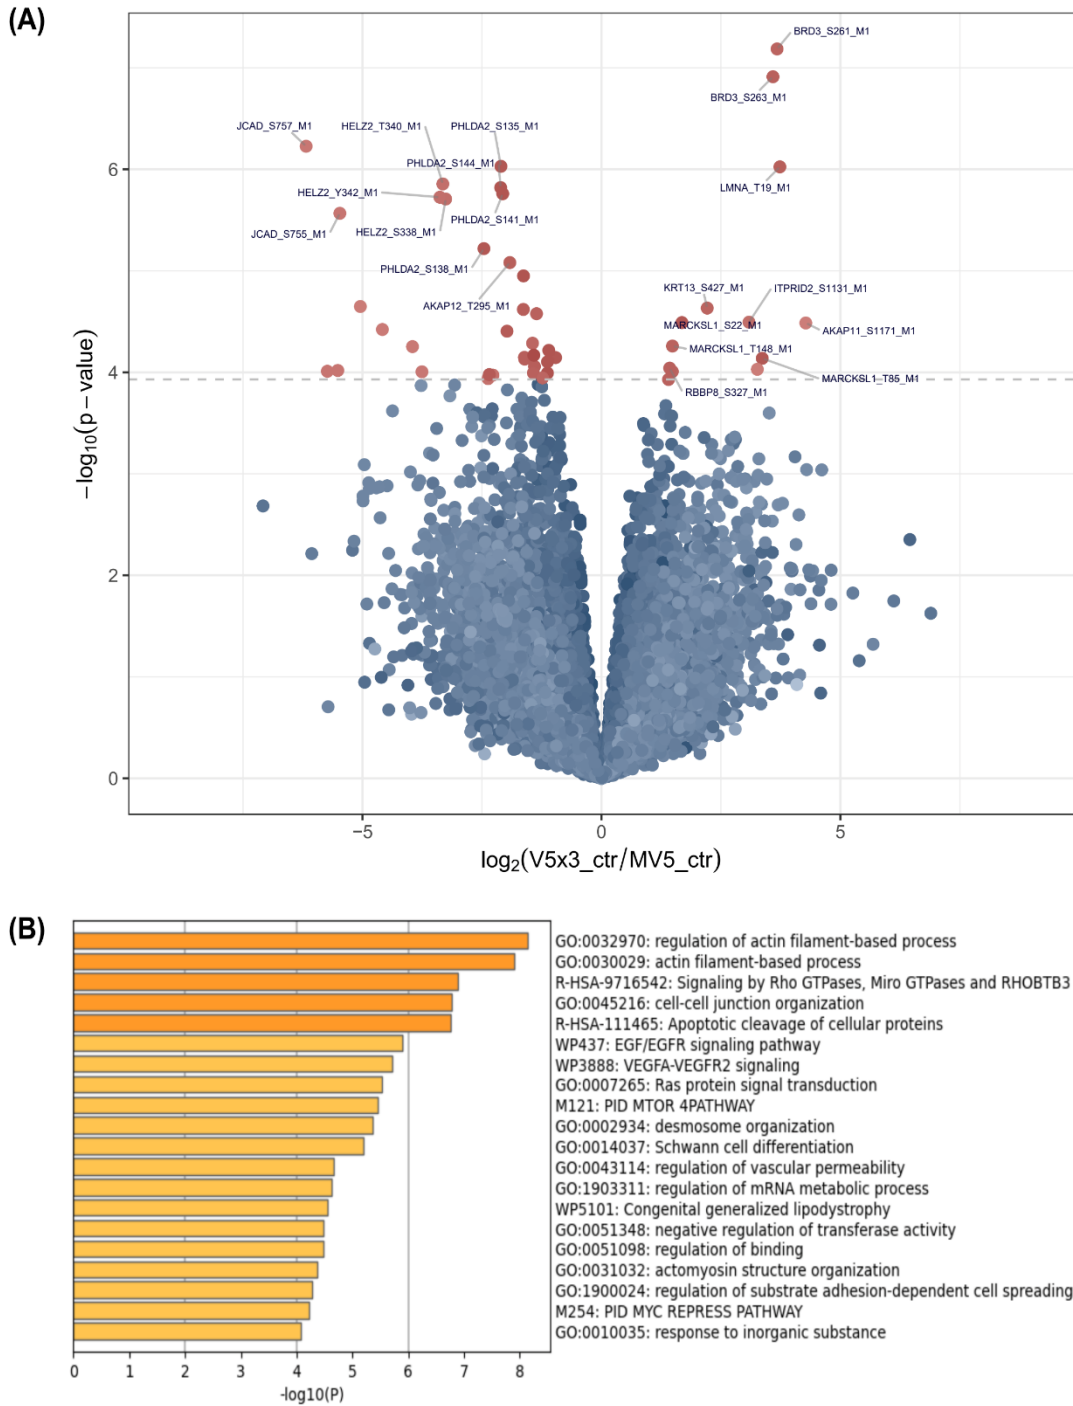 (A)
BRD3_S261_M1
BRD3_S263_M1
JCAD_S757_M1
HELZ2_T340_M1
PHLDA2_S135_M1
PHLDA2_S144_M1
HELZ2_Y342_M1
LMNA_T19_M1
PHLDA2_S141_M1
JCAD_S755_M1
HELZ2_S338_M1
PHLDA2_S138_M1
KRT13_S427_M1
ITPRID2_S1131_M1
AKAP12_T295_M1
MARCKSL1_S22_M1
AKAP11_S1171_M1
MARCKSL1_T148_M1
MARCKSL1_T85_M1
RBBP8_S327_M1
6
4
2
0
−log10(p−value)
−5 0 5
log2(V5x3_ctr/MV5_ctr)
(B)
GO:0032970: regulation of actin filament-based process
GO:0030029: actin filament-based process
R-HSA-9716542: Signaling by Rho GTPases, Miro GTPases and RHOBTB3
GO:0045216: cell-cell junction organization
R-HSA-111465: Apoptotic cleavage of cellular proteins
WP437: EGF/EGFR signaling pathway
WP3888: VEGFA-VEGFR2 signaling
GO:0007265: Ras protein signal transduction
M121: PID MTOR 4PATHWAY
GO:0002934: desmosome organization
GO:0014037: Schwann cell differentiation
GO:0043114: regulation of vascular permeability
GO:1903311: regulation of mRNA metabolic process
WP5101: Congenital generalized lipodystrophy
GO:0051348: negative regulation of transferase activity
GO:0051098: regulation of binding
GO:0031032: actomyosin structure organization
GO:1900024: regulation of substrate adhesion-dependent cell spreading
M254: PID MYC REPRESS PATHWAY
GO:0010035: response to inorganic substance
0 1 2 3 4 5 6 7 8
-log10(P)